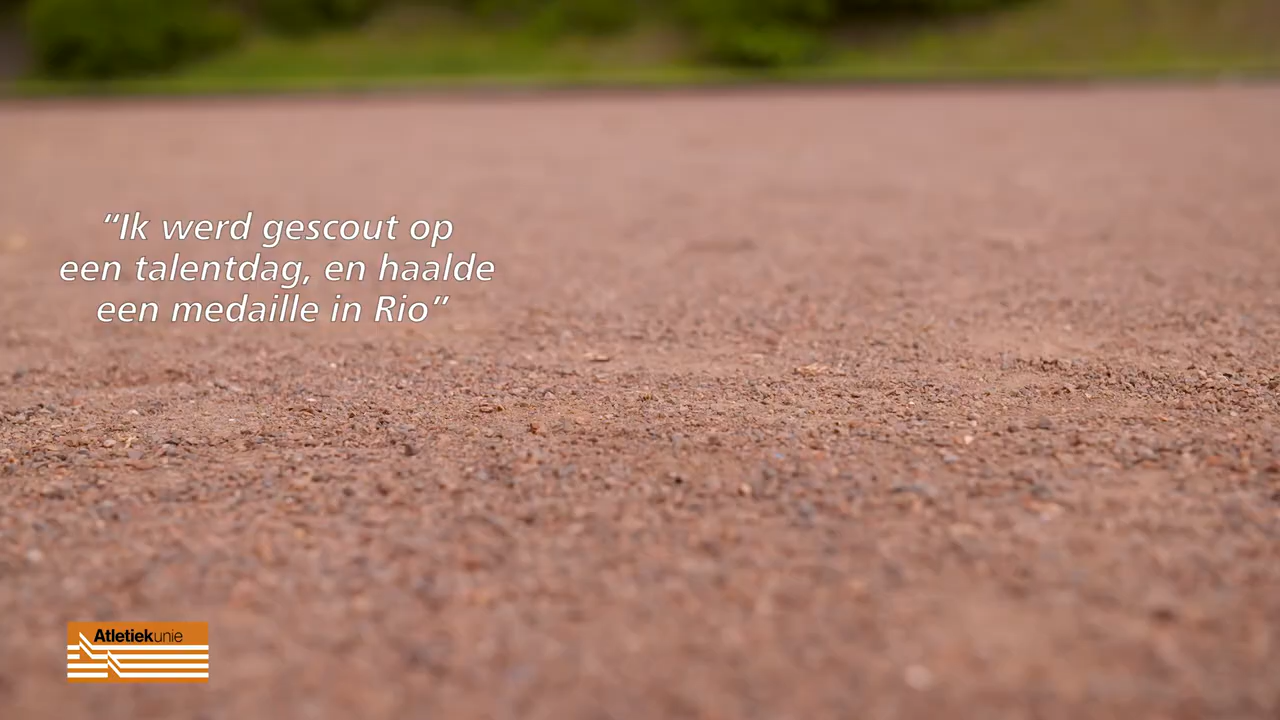 “Ik werd gescout op
een talentdag, en haalde
een medaille in Rio”
Atletiekunie